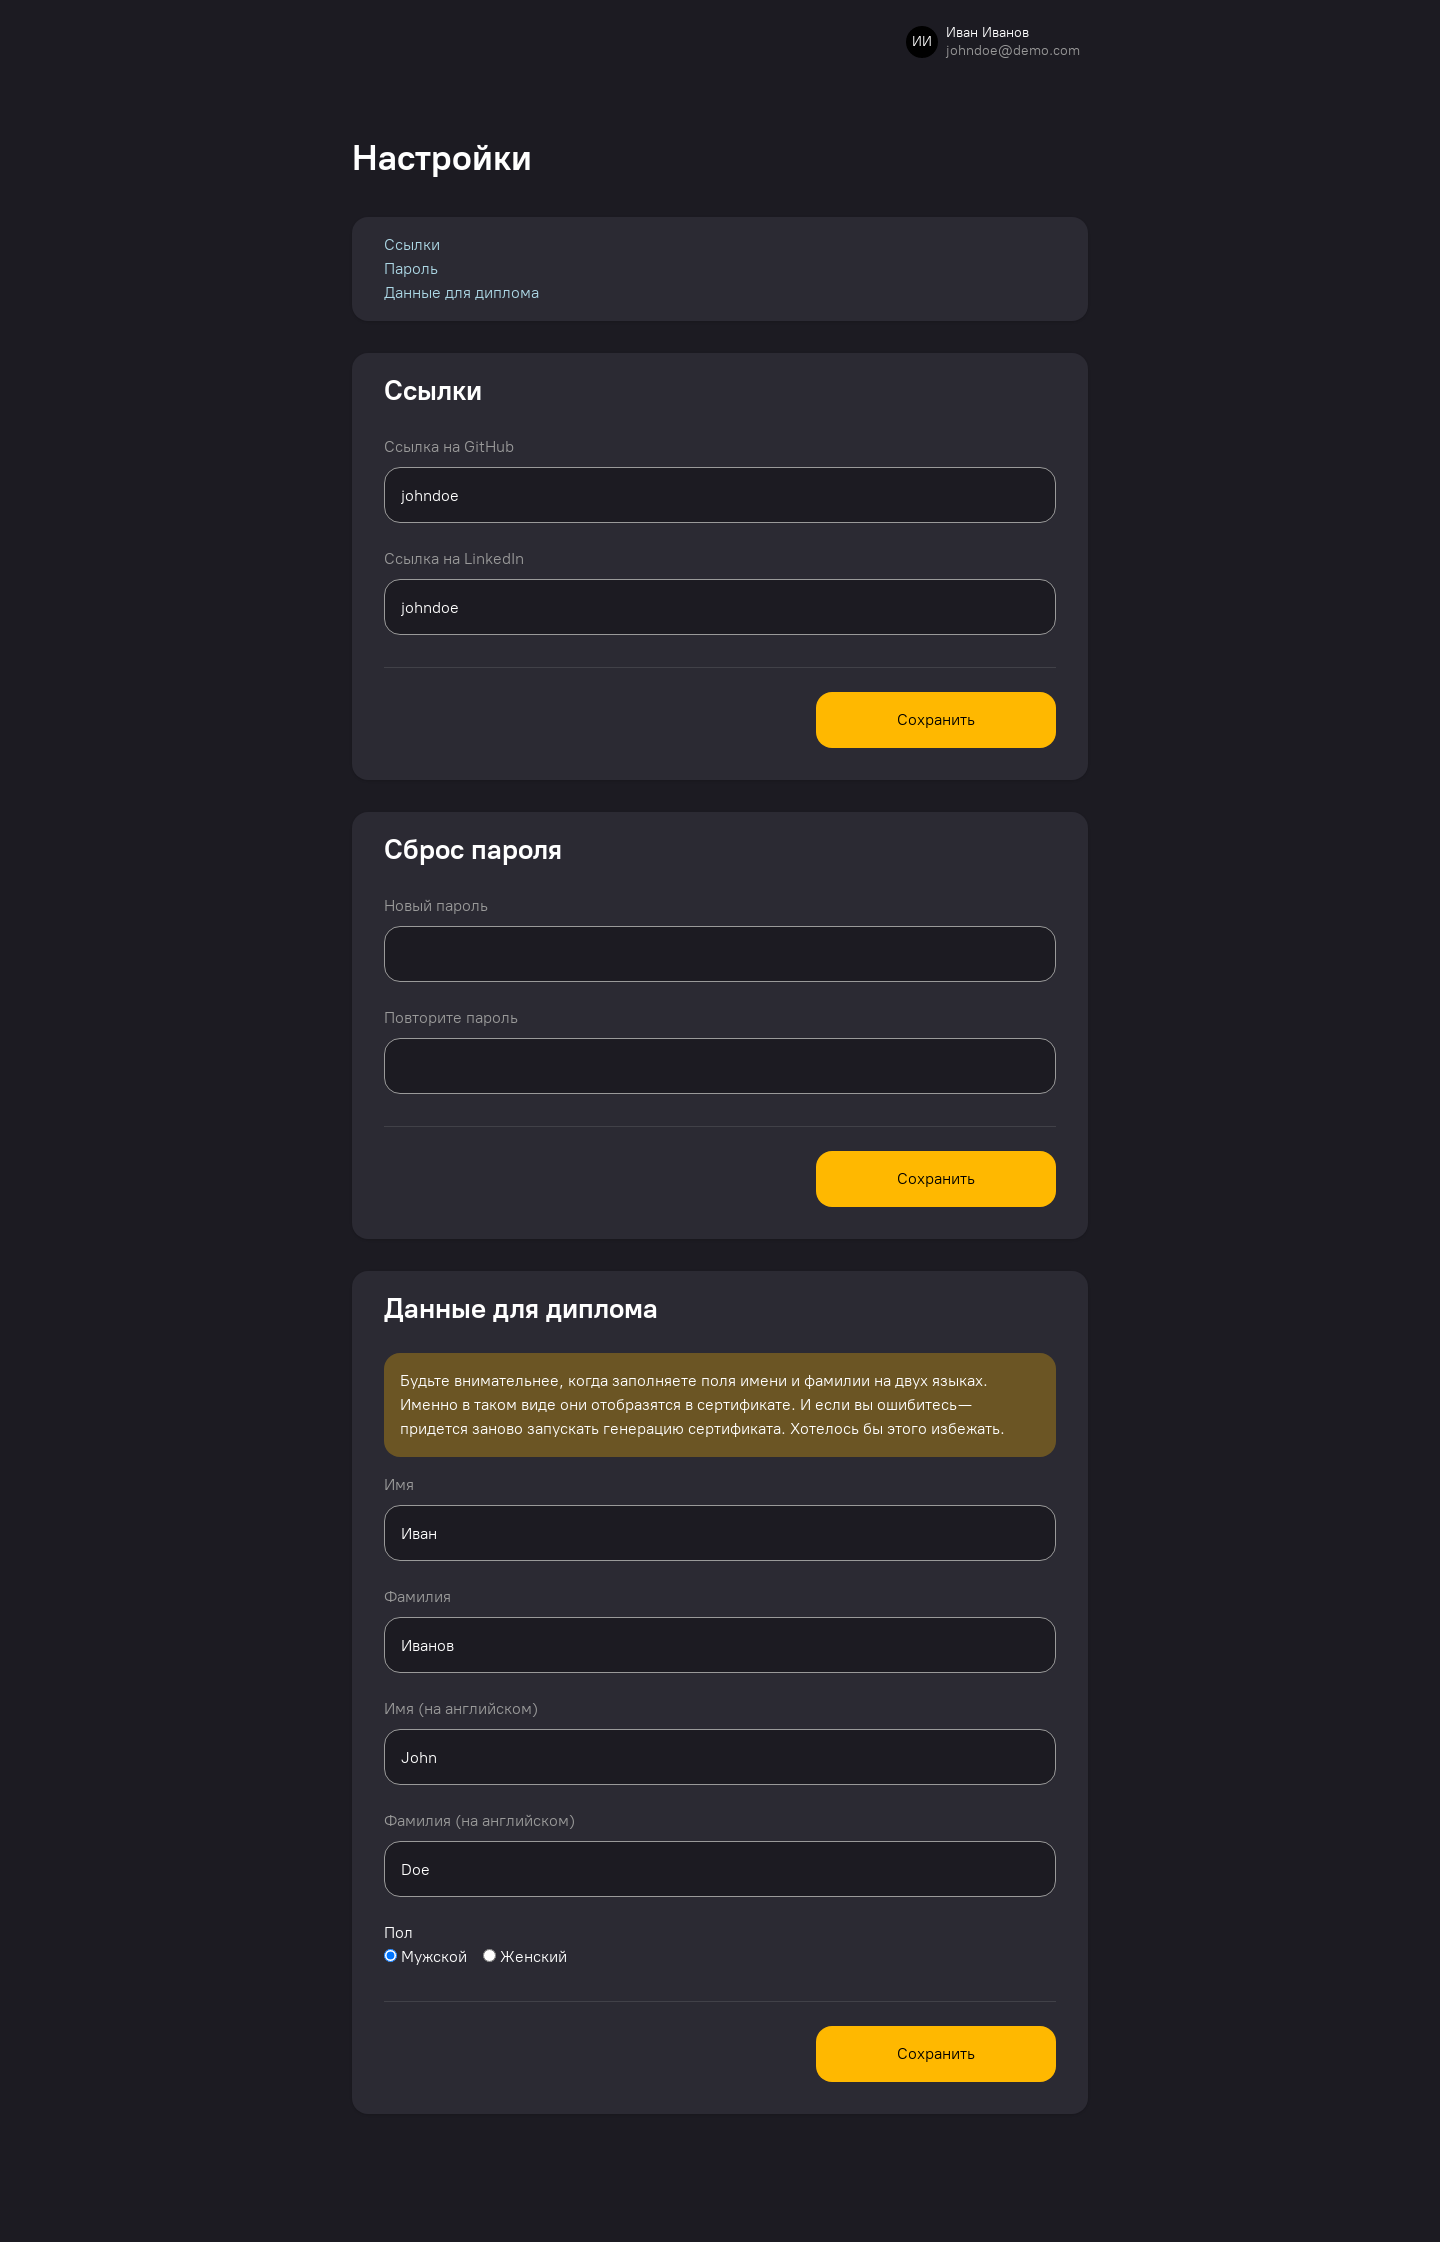 ИИ
Иван Иванов
johndoe@demo.com
Настройки
Ссылки
Пароль
Данные для диплома
Ссылки
Ссылка на GitHub
johndoe
Ссылка на LinkedIn
johndoe
Сохранить
Сброс пароля
Новый пароль
Повторите пароль
Сохранить
Данные для диплома
Будьте внимательнее, когда заполняете поля имени и фамилии на двух языках.
Именно в таком виде они отобразятся в сертификате. И если вы ошибитесь —
придется заново запускать генерацию сертификата. Хотелось бы этого избежать.
Имя
Иван
Фамилия
Иванов
Имя (на английском)
John
Фамилия (на английском)
Doe
Пол
Мужской Женский
Сохранить